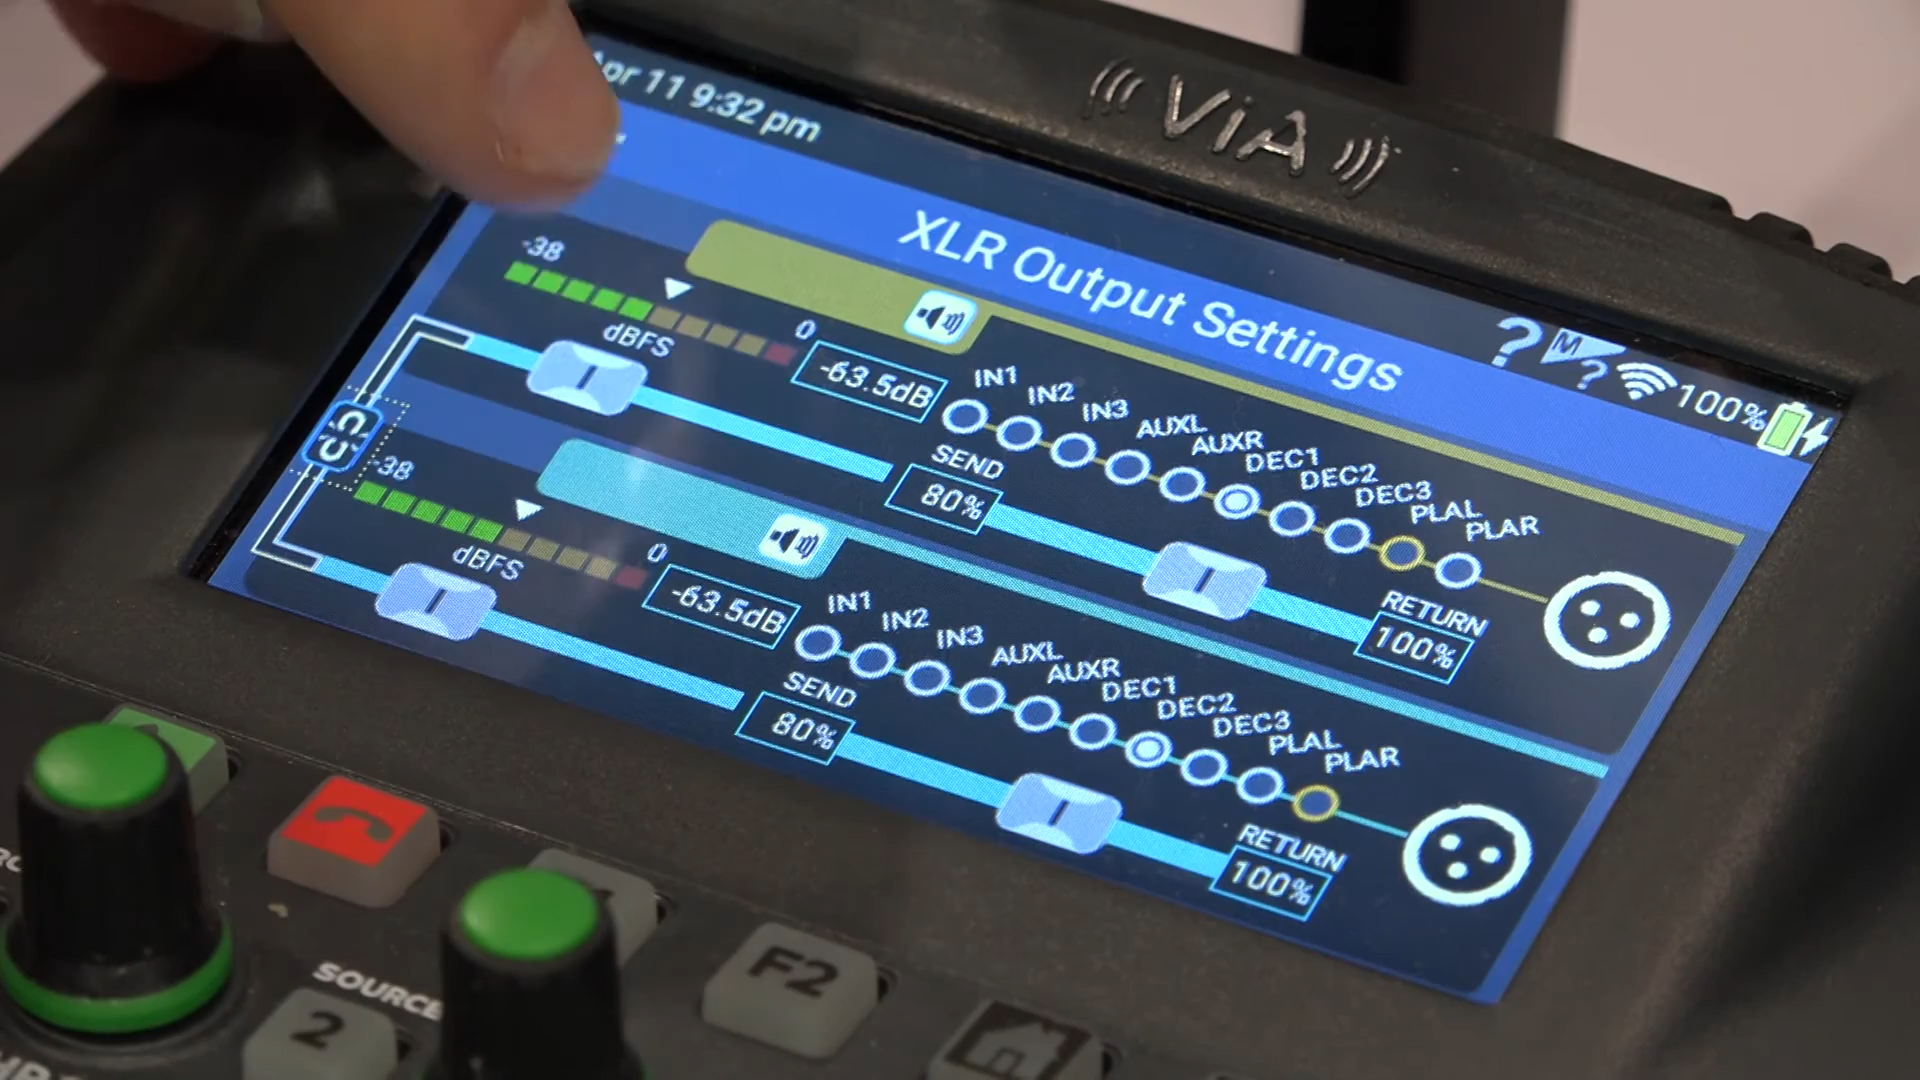 Apr 11 9:32 pm
ViA
XLR Output Settings
M
?
?
100%
-38
0
dBFS
-63.5dB
IN1
IN2
IN3
AUXL
AUXR
DEC1
DEC2
DEC3
PLAL
PLAR
SEND
80%
RETURN
100%
-38
0
dBFS
-63.5dB
IN1
IN2
IN3
AUXL
AUXR
DEC1
DEC2
DEC3
PLAL
PLAR
SEND
80%
RETURN
100%
SOURCE
2
F2